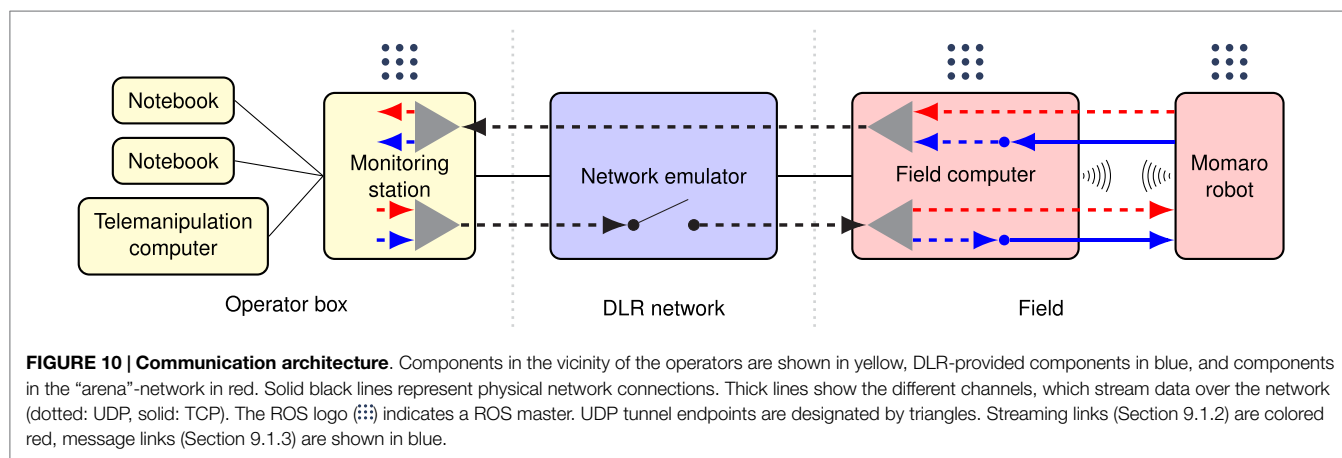 Notebook
Notebook
Telemanipulation
computer
Monitoring
station
Network emulator
Field computer
Momaro
robot
Operator box
DLR network
Field
FIGURE 10 | Communication architecture. Components in the vicinity of the operators are shown in yellow, DLR-provided components in blue, and components
in the “arena”-network in red. Solid black lines represent physical network connections. Thick lines show the different channels, which stream data over the network
(dotted: UDP, solid: TCP). The ROS logo (⁝⁝⁝) indicates a ROS master. UDP tunnel endpoints are designated by triangles. Streaming links (Section 9.1.2) are colored
red, message links (Section 9.1.3) are shown in blue.